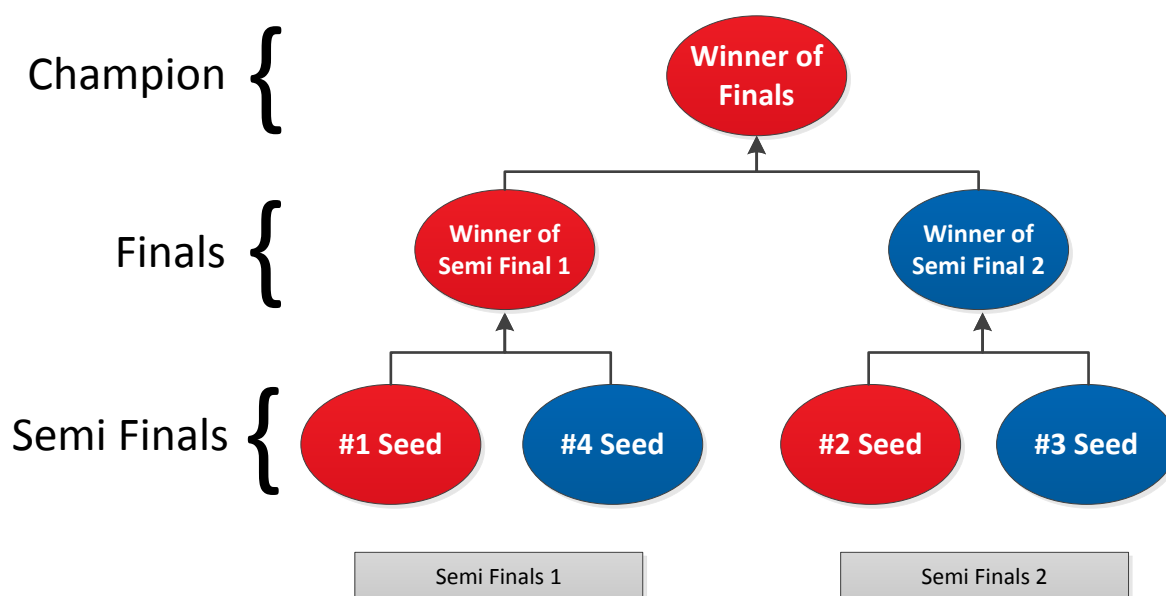 Champion
Winner of
Finals
Finals
Winner of
Semi Final 1
Winner of
Semi Final 2
Semi Finals
#1 Seed
#4 Seed
#2 Seed
#3 Seed
Semi Finals 1
Semi Finals 2